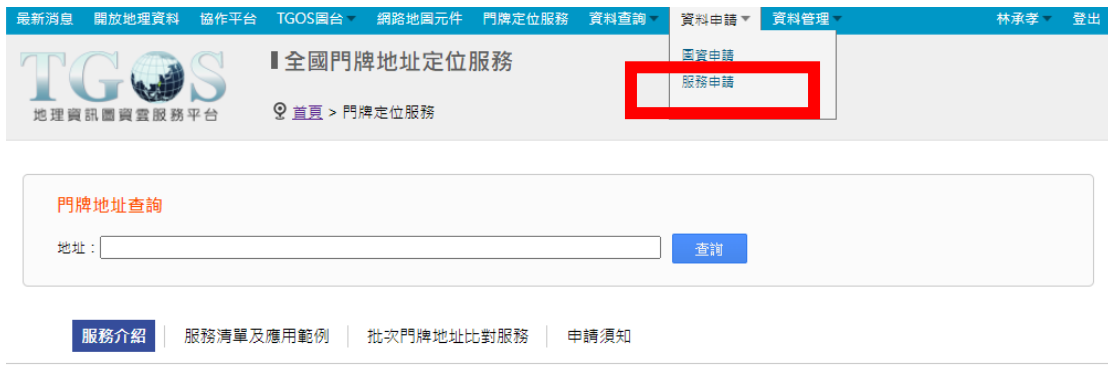 最新消息 開放地理資料 協作平台 TGOS圖台 網路地圖元件 門牌定位服務 資料查詢 資料申請 資料管理 林承孝 登出
圖資申請
服務申請
TGOS
地理資訊圖資雲服務平台
全國門牌地址定位服務
首頁 > 門牌定位服務
門牌地址查詢
地址：
查詢
服務介紹 服務清單及應用範例 批次門牌地址比對服務 申請須知